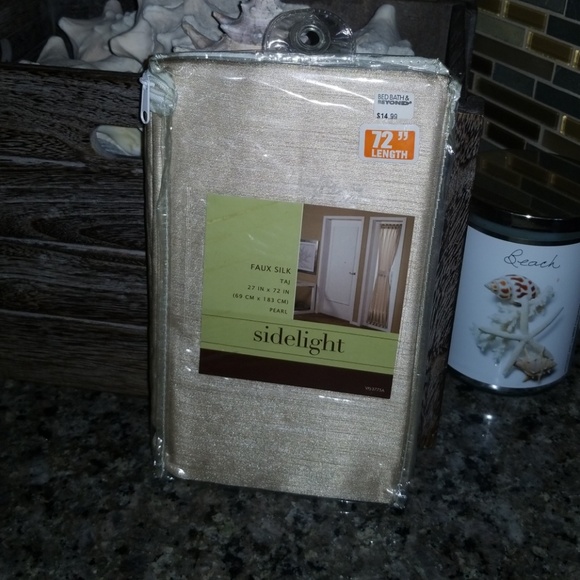 BED BATH &
BEYOND
$14.99
72"
LENGTH
FAUX SILK
TAJ
27 IN x 72 IN
(69 CM x 183 CM)
PEARL
sidelight
Beach